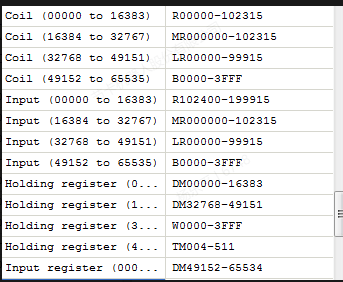 Coil (00000 to 16383) R00000-102315
Coil (16384 to 32767) MR000000-102315
Coil (32768 to 49151) LR00000-99915
Coil (49152 to 65535) B0000-3FFF
Input (00000 to 16383) R102400-199915
Input (16384 to 32767) MR000000-102315
Input (32768 to 49151) LR00000-99915
Input (49152 to 65535) B0000-3FFF
Holding register (0... DM00000-16383
Holding register (1... DM32768-49151
Holding register (3... W0000-3FFF
Holding register (4... TM004-511
Input register (000... DM49152-65534